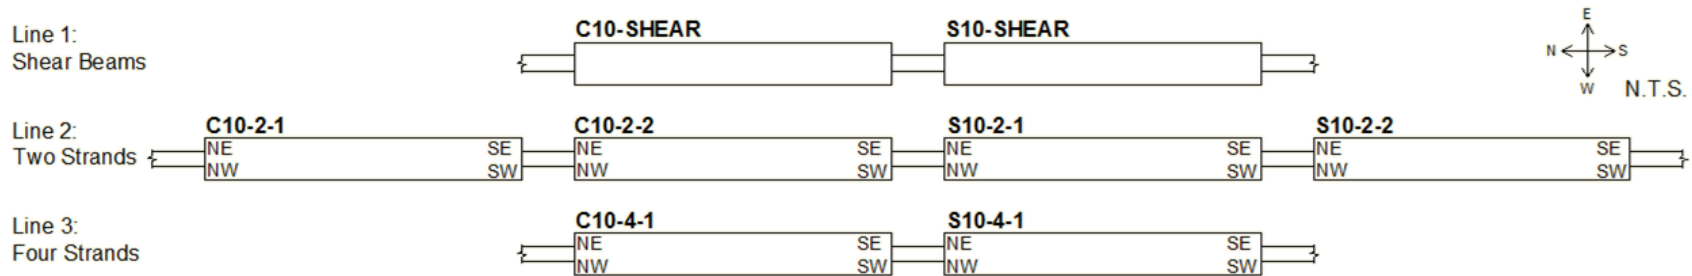 Line 1:
Shear Beams
C10-SHEAR S10-SHEAR
E
N S
W
N.T.S.
Line 2:
Two Strands
C10-2-1 C10-2-2 S10-2-1 S10-2-2
NE SE NE SE NE SE NE SE
NW SW NW SW NW SW NW SW
Line 3:
Four Strands
C10-4-1 S10-4-1
NE SE NE SE
NW SW NW SW